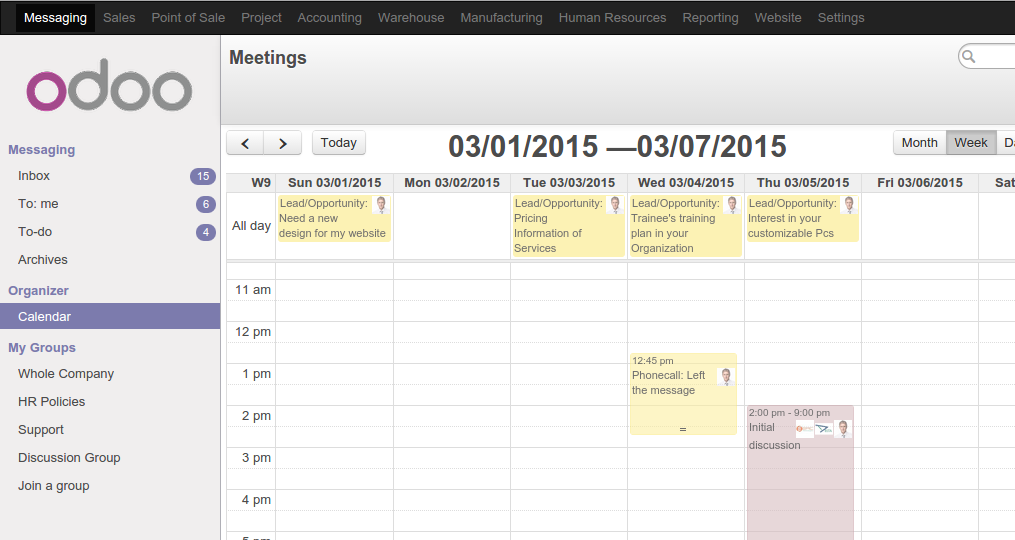 Messaging Sales Point of Sale Project Accounting Warehouse Manufacturing Human Resources Reporting Website Settings
odoo
Messaging
Inbox 15
To: me 6
To-do 4
Archives
Organizer
Calendar
My Groups
Whole Company
HR Policies
Support
Discussion Group
Join a group
Meetings
Today
03/01/2015 —03/07/2015
Month Week Da
W9 Sun 03/01/2015 Mon 03/02/2015 Tue 03/03/2015 Wed 03/04/2015 Thu 03/05/2015 Fri 03/06/2015 Sat
All day
Lead/Opportunity:
Need a new
design for my website
Lead/Opportunity:
Pricing
Information of
Services
Lead/Opportunity:
Trainee's training
plan in your
Organization
Lead/Opportunity:
Interest in your
customizable Pcs
11 am
12 pm
1 pm
2 pm
3 pm
4 pm
5 pm
12:45 pm
Phonecall: Left
the message
2:00 pm - 9:00 pm
Initial
discussion